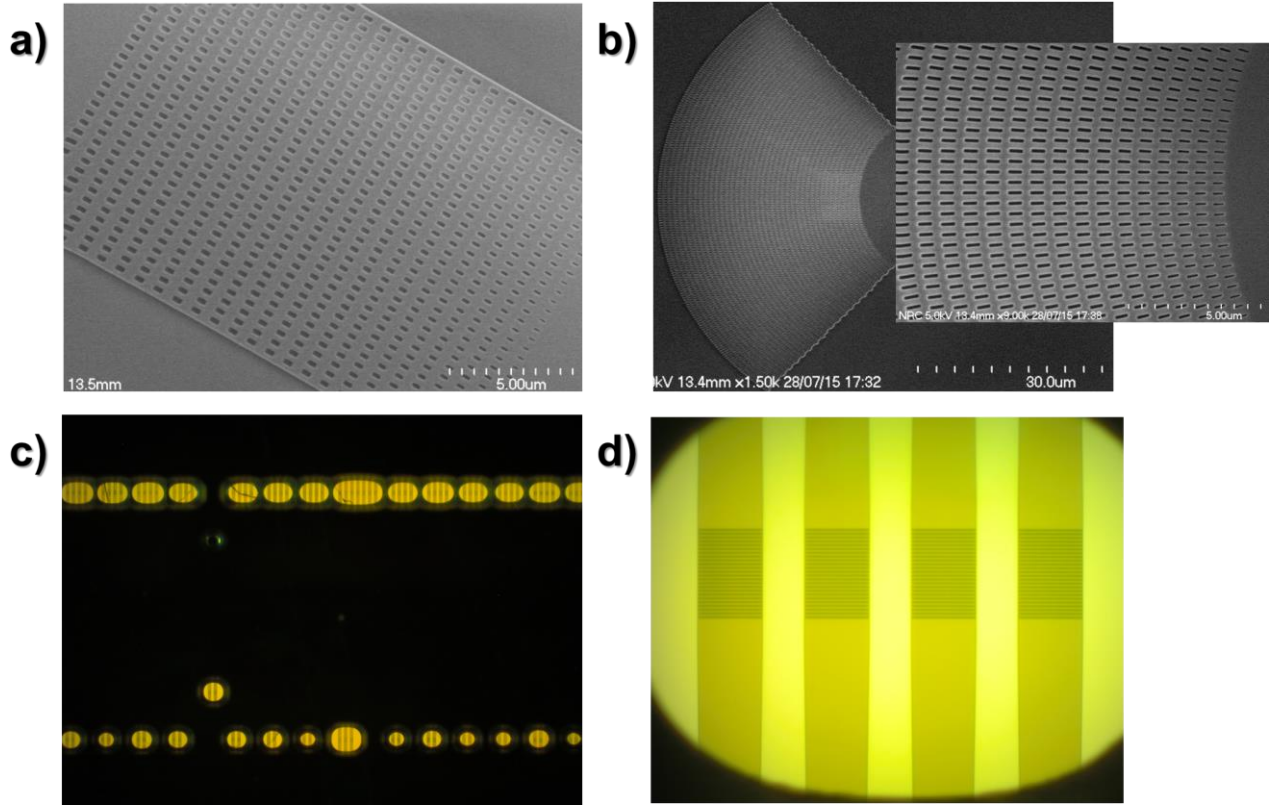 a)
13.5mm
5.00um
b)
NRC 5.0kV 13.4mm x9.00k 28/07/15 17:38
5.00um
kV 13.4mm x1.50k 28/07/15 17:32
30.0um
c)
d)